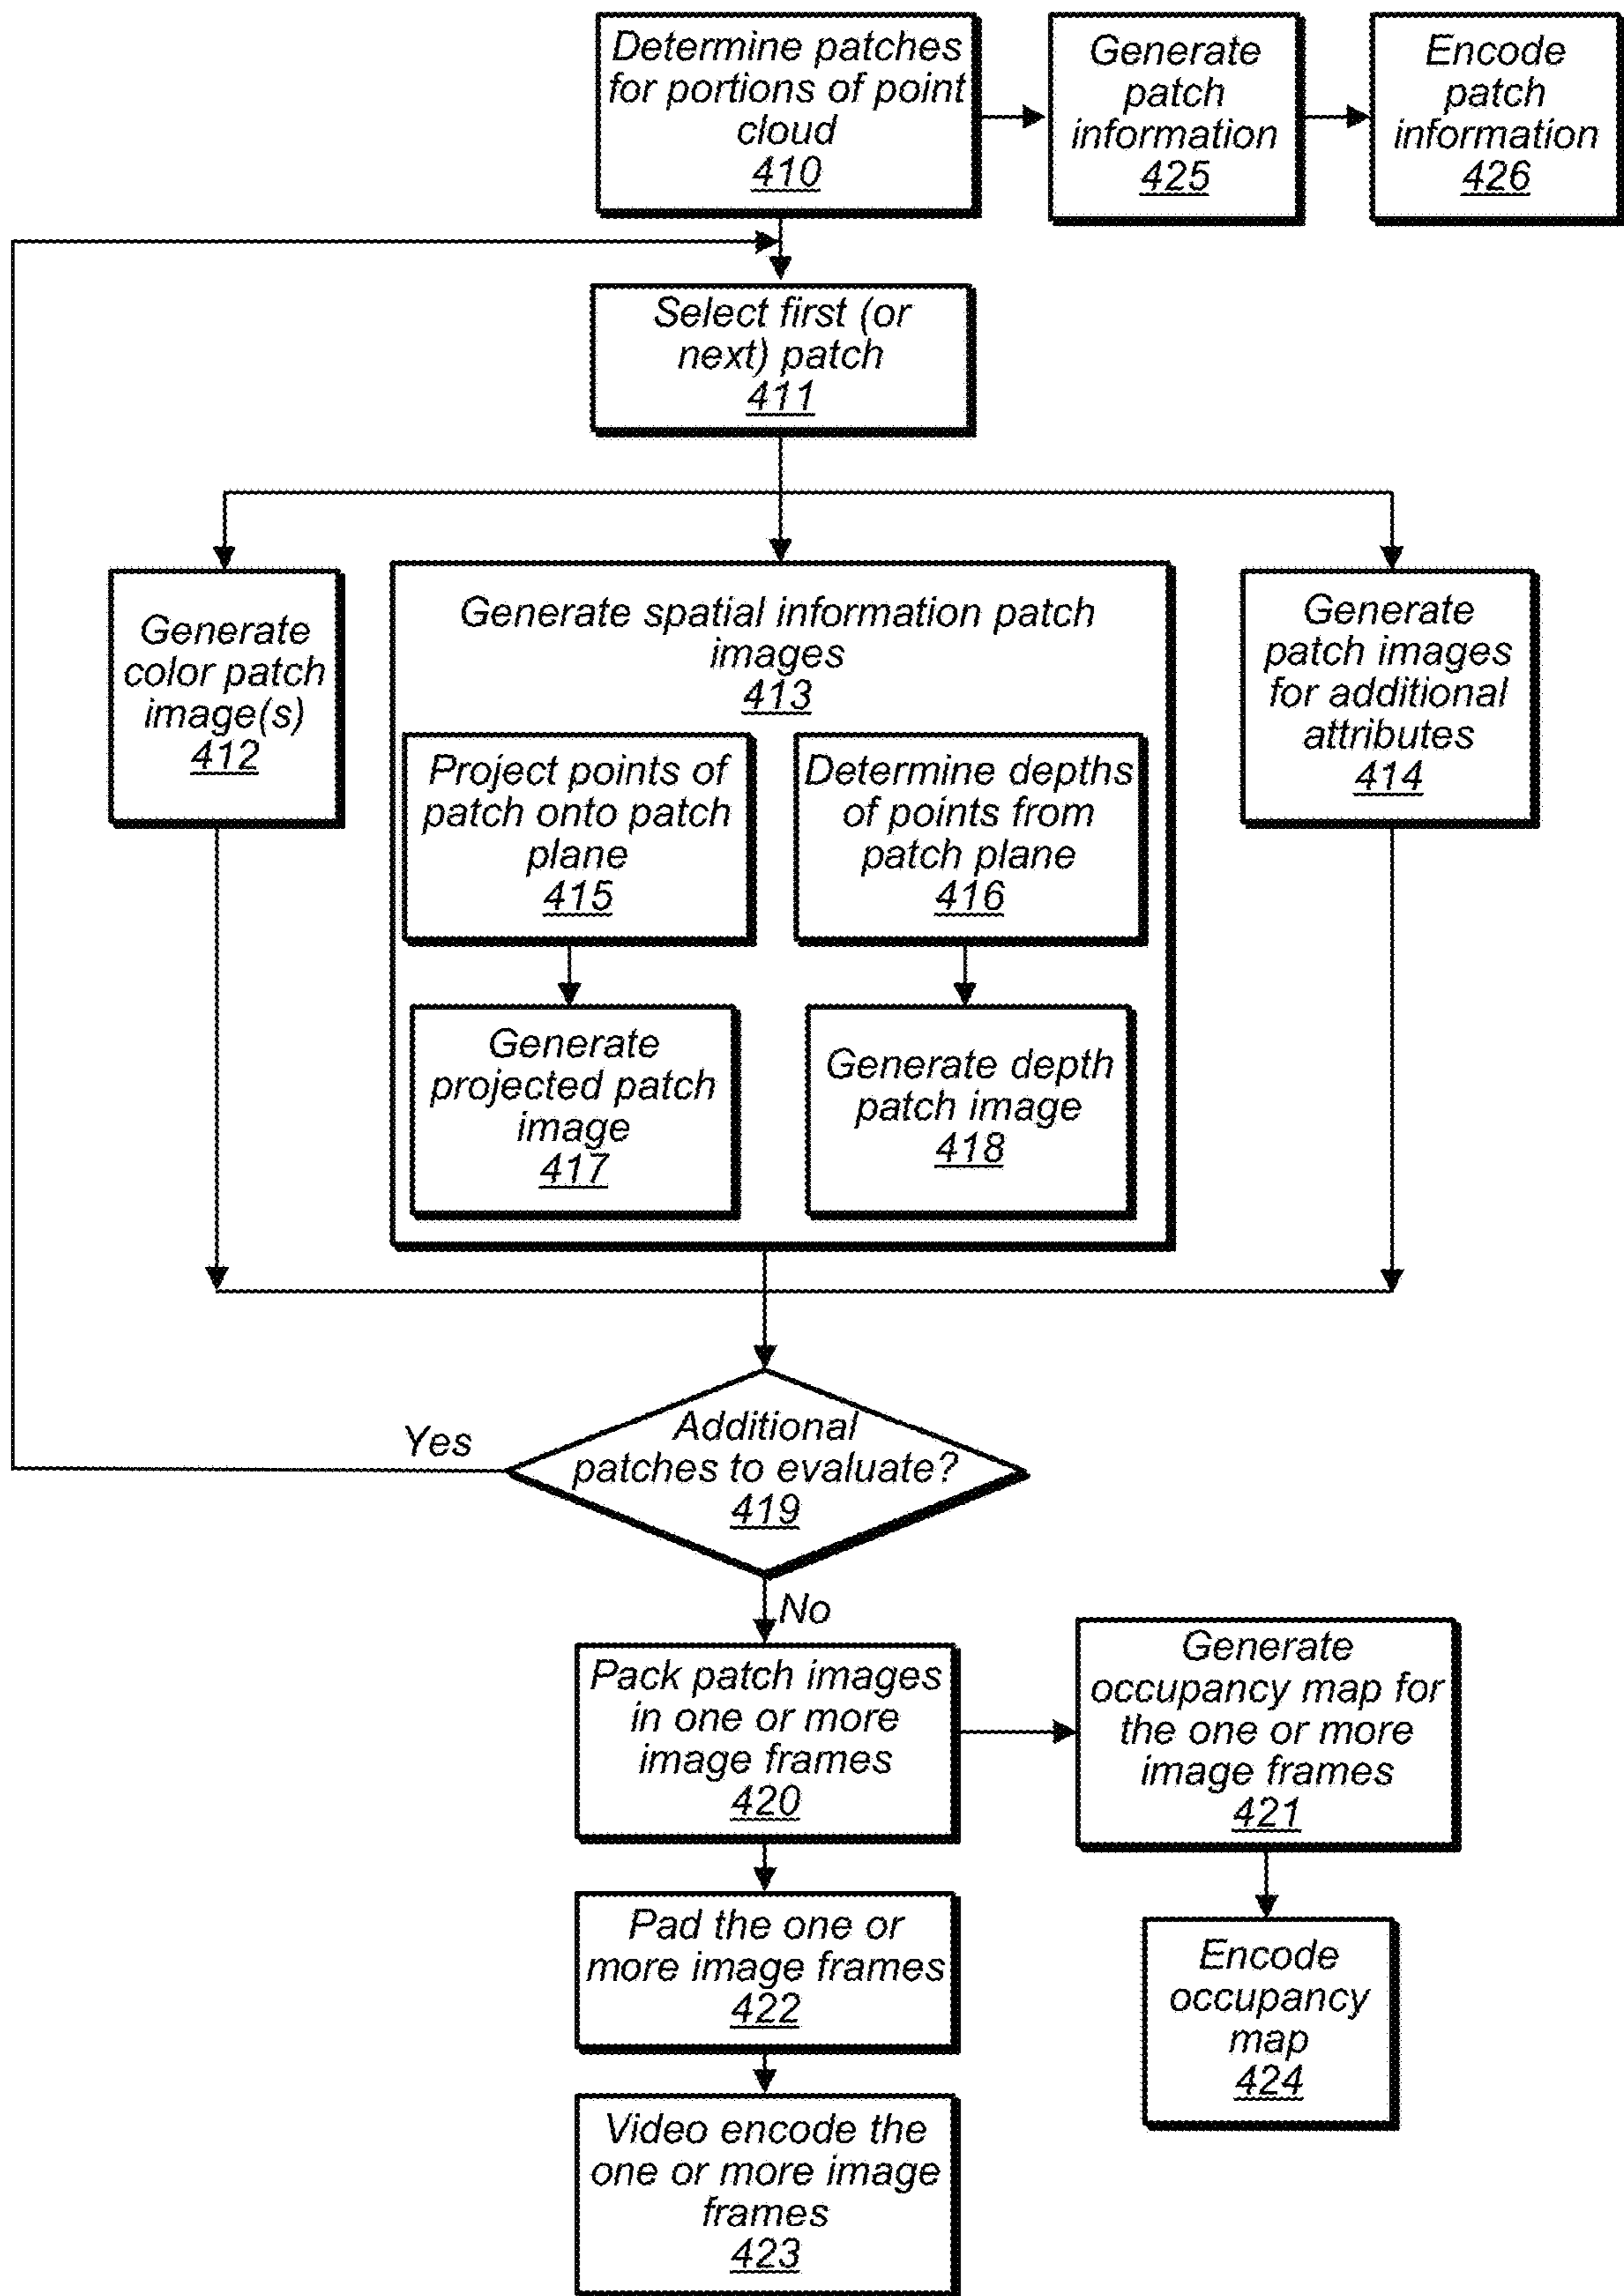 Determine patches
for portions of point
cloud
410
Generate
patch
information
425
Encode
patch
information
426
Select first (or
next) patch
411
Generate
color patch
image(s)
412
Generate spatial information patch
images
413
Project points of
patch onto patch
plane
415
Determine depths
of points from
patch plane
416
Generate
projected patch
image
417
Generate depth
patch image
418
Generate
patch images
for additional
attributes
414
Additional
patches to evaluate?
419
Yes
No
Pack patch images
in one or more
image frames
420
Generate
occupancy map for
the one or more
image frames
421
Pad the one or
more image frames
422
Encode
occupancy
map
424
Video encode the
one or more image
frames
423